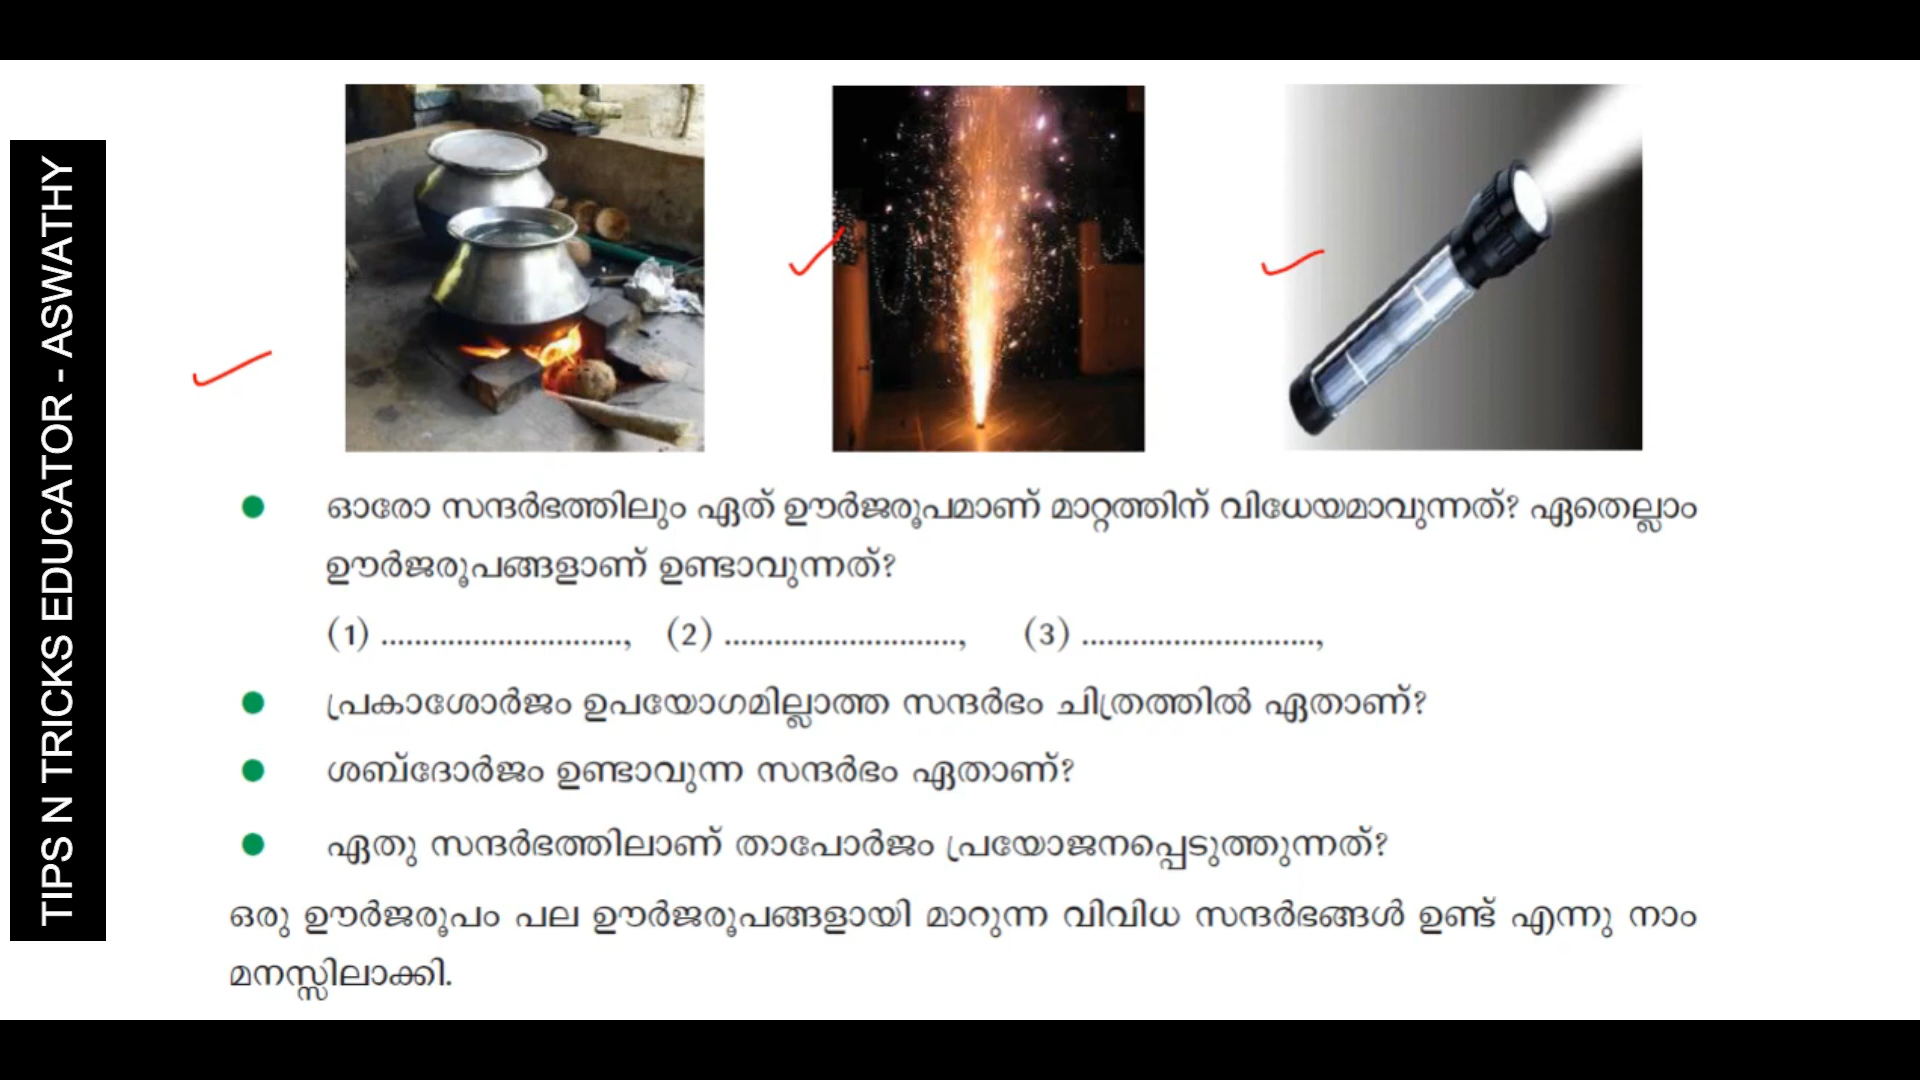 TIPS N TRICKS EDUCATOR - ASWATHY
ഓരോ സന്ദർഭത്തിലും ഏത് ഊർജരൂപമാണ് മാറ്റത്തിന് വിധേയമാവുന്നത്? ഏതെല്ലാം
ഊർജരൂപങ്ങളാണ് ഉണ്ടാവുന്നത്?
(1) ............................., (2) ............................, (3) ............................,
പ്രകാശോർജം ഉപയോഗമില്ലാത്ത സന്ദർഭം ചിത്രത്തിൽ ഏതാണ്?
ശബ്ദോർജം ഉണ്ടാവുന്ന സന്ദർഭം ഏതാണ്?
ഏതു സന്ദർഭത്തിലാണ് താപോർജം പ്രയോജനപ്പെടുത്തുന്നത്?
ഒരു ഊർജരൂപം പല ഊർജരൂപങ്ങളായി മാറുന്ന വിവിധ സന്ദർഭങ്ങൾ ഉണ്ട് എന്നു നാം
മനസ്സിലാക്കി.